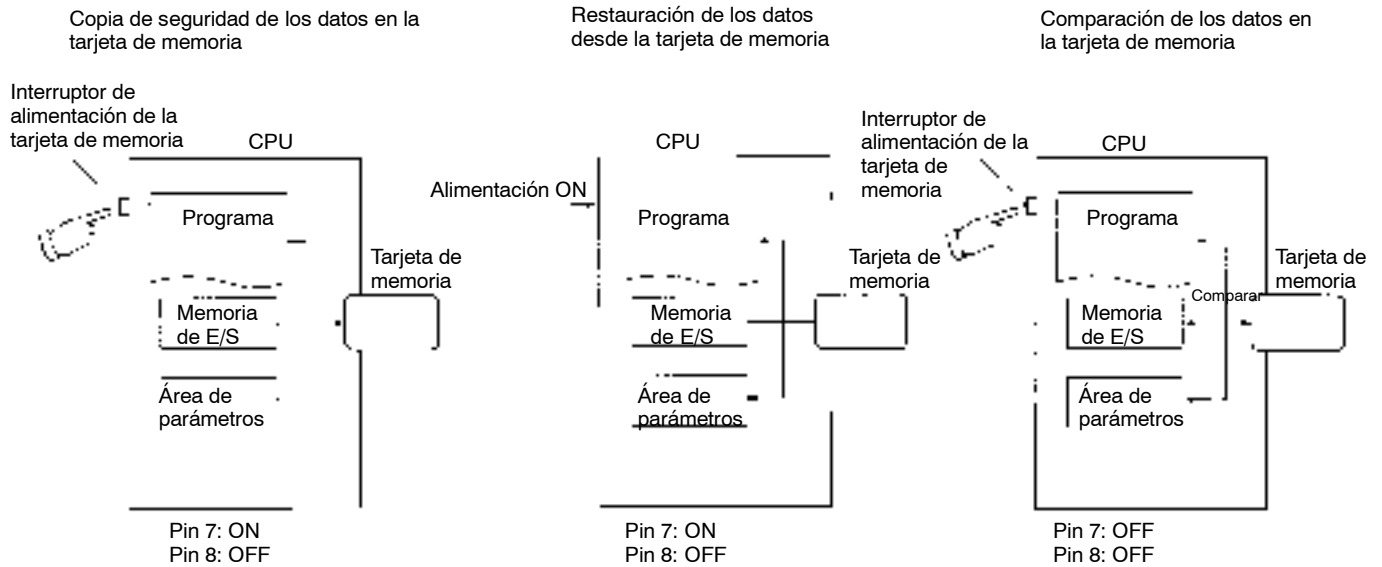 Copia de seguridad de los datos en la
tarjeta de memoria
Interruptor de
alimentación de la
tarjeta de memoria
CPU
Programa
Tarjeta de
memoria
Memoria
de E/S
Área de
parámetros
Pin 7: ON
Pin 8: OFF
Restauración de los datos
desde la tarjeta de memoria
CPU
Alimentación ON
Programa
Tarjeta de
memoria
Memoria
de E/S
Área de
parámetros
Pin 7: ON
Pin 8: OFF
Comparación de los datos en
la tarjeta de memoria
Interruptor de
alimentación de la
tarjeta de
memoria
CPU
Programa
Tarjeta de
memoria
Comparar
Memoria
de E/S
Área de
parámetros
Pin 7: OFF
Pin 8: OFF